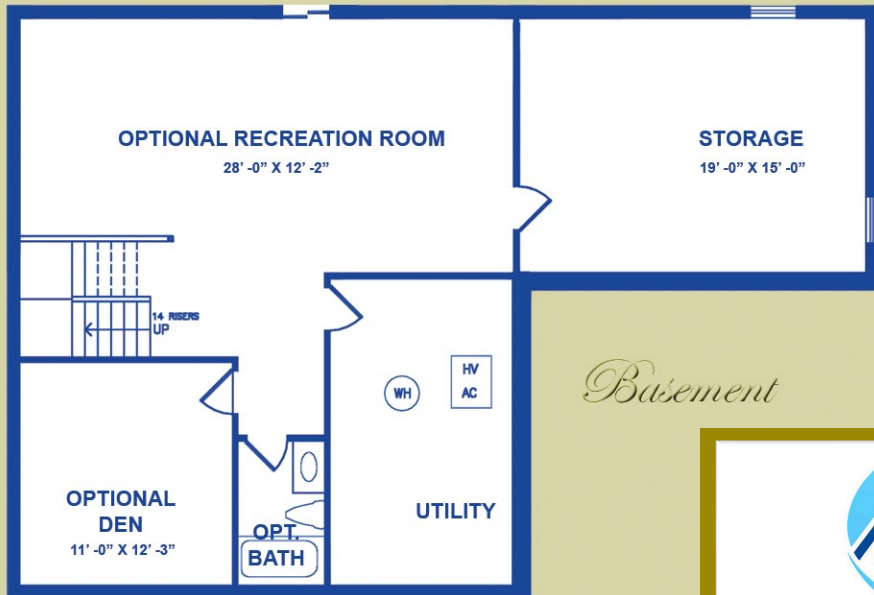 OPTIONAL RECREATION ROOM
28' -0” X 12' -2”
STORAGE
19' -0” X 15' -0”
14 RISERS
UP
WH
HV
AC
Basement
OPTIONAL
DEN
11' -0” X 12' -3”
OPT.
BATH
UTILITY